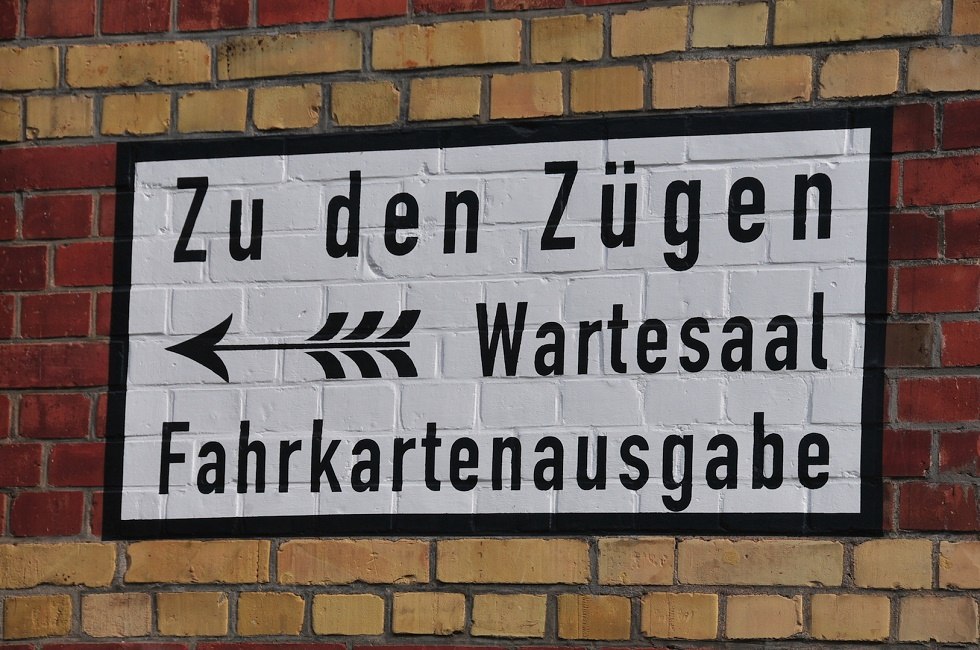 Zu den Zügen
Wartesaal
Fahrkartenausgabe